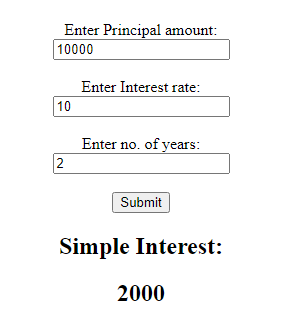 Enter Principal amount:
10000
Enter Interest rate:
10
Enter no. of years:
2
Submit
Simple Interest:
2000